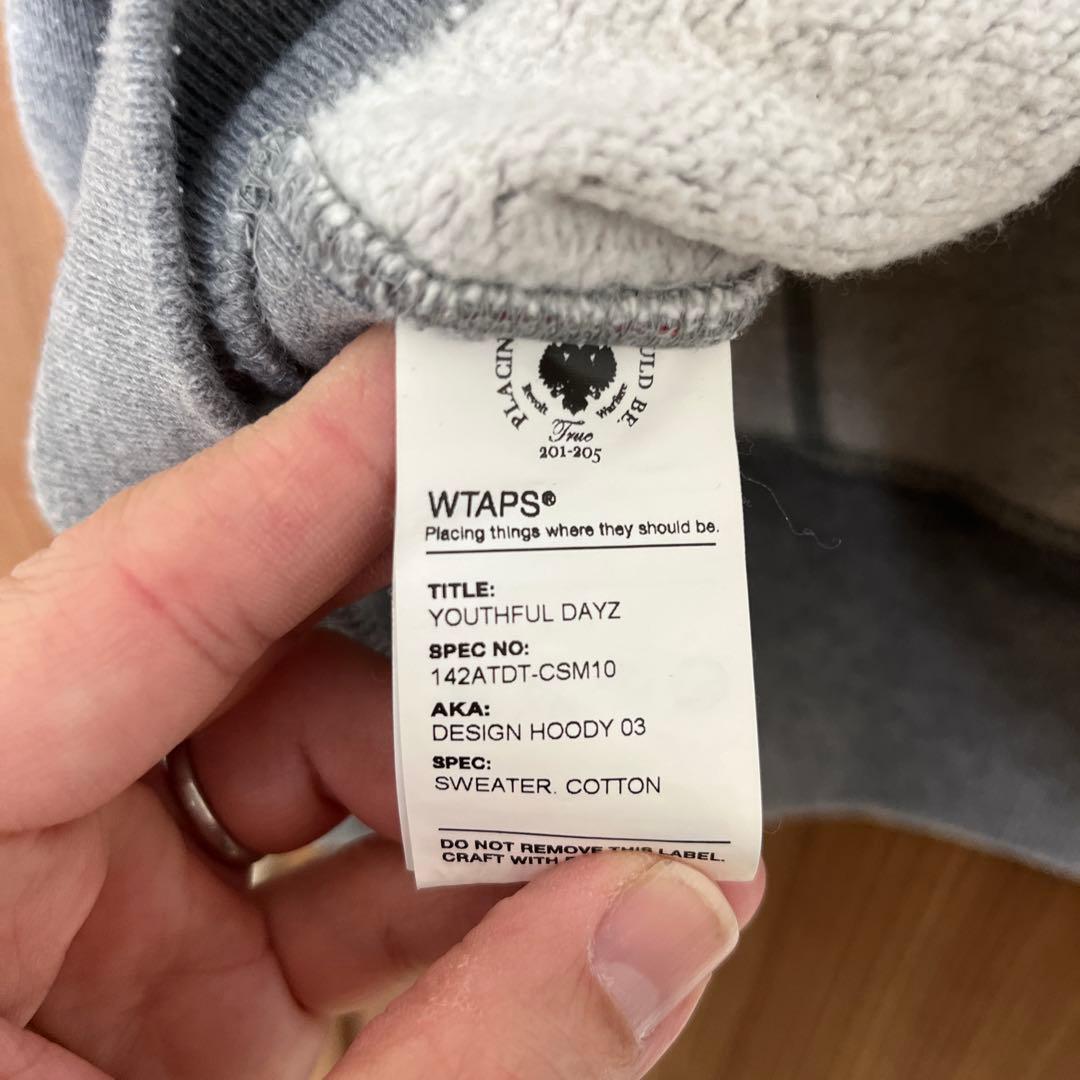 PLACIN
ULD BE.
Revolt Warfare
True
201-205
WTAPS®
Placing things where they should be.
TITLE:
YOUTHFUL DAYZ
SPEC NO:
142ATDT-CSM10
AKA:
DESIGN HOODY 03
SPEC:
SWEATER. COTTON
DO NOT REMOVE THIS LABEL.
CRAFT WITH